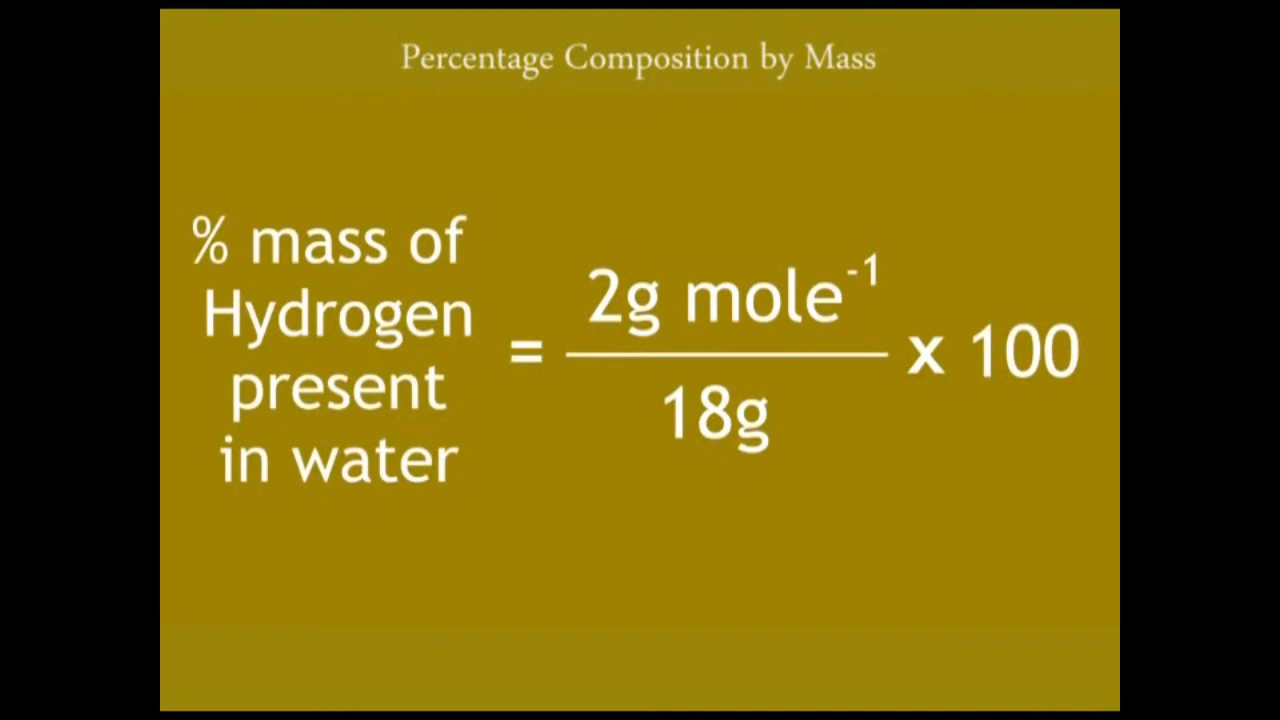 Percentage Composition by Mass
% mass of
Hydrogen
present
in water
=
2g mole⁻¹
18g
x 100